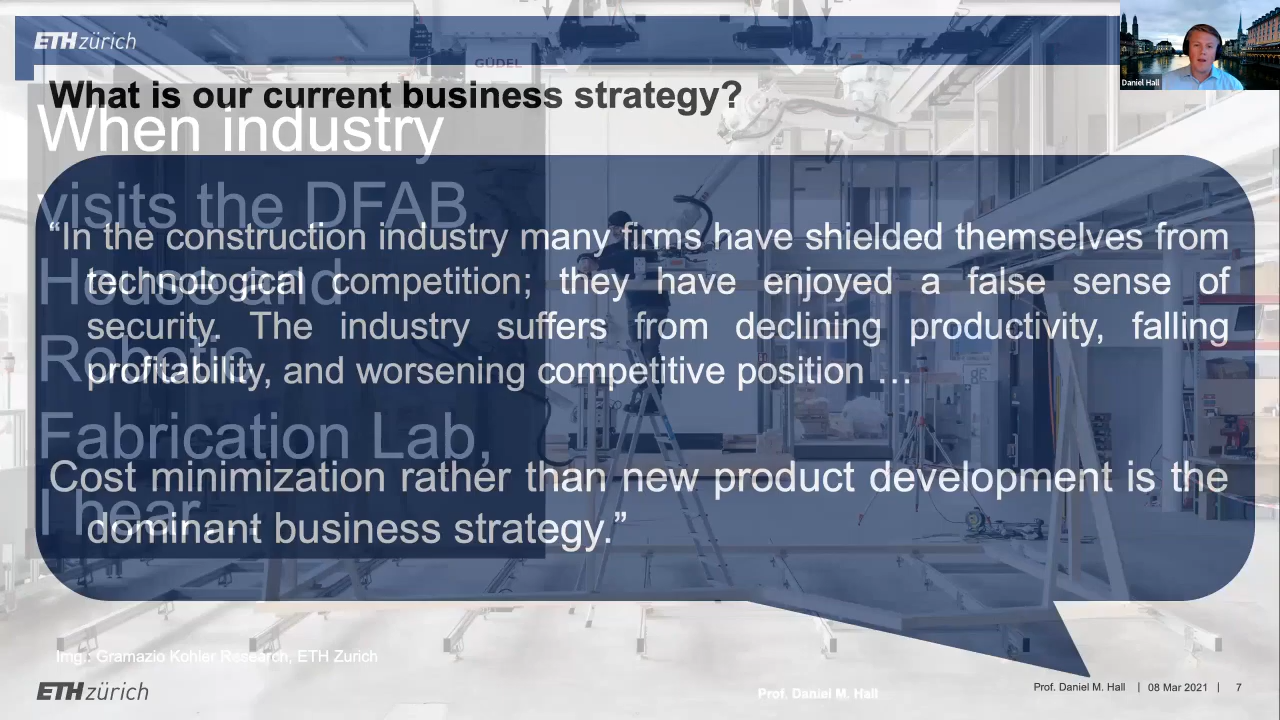 ETH zürich
GÜDEL
Daniel Hall
What is our current business strategy?
When industry
visits the DFAB
House and
Robotic
Fabrication Lab,
I hear
“In the construction industry many firms have shielded themselves from
technological competition; they have enjoyed a false sense of
security. The industry suffers from declining productivity, falling
profitability, and worsening competitive position …
Cost minimization rather than new product development is the
dominant business strategy.”
Img.: Gramazio Kohler Research, ETH Zurich
ETH zürich
Prof. Daniel M. Hall
Prof. Daniel M. Hall | 08 Mar 2021 | 7